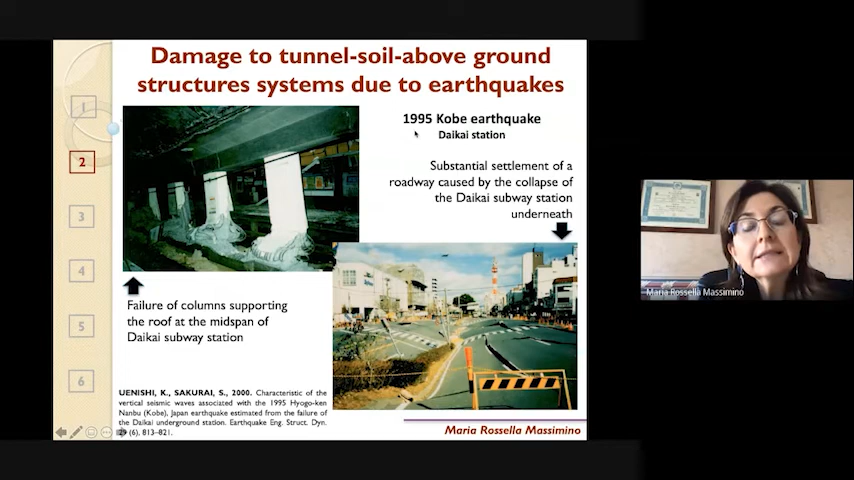 Damage to tunnel-soil-above ground
structures systems due to earthquakes
1
2
3
4
5
6
1995 Kobe earthquake
Daikai station
Substantial settlement of a
roadway caused by the collapse of
the Daikai subway station
underneath
Failure of columns supporting
the roof at the midspan of
Daikai subway station
UENISHI, K., SAKURAI, S., 2000. Characteristic of the
vertical seismic waves associated with the 1995 Hyogo-ken
Nanbu (Kobe), Japan earthquake estimated from the failure of
the Daikai underground station. Earthquake Eng. Struct. Dyn.
29 (6). 813–821.
Maria Rossella Massimino
Maria Rossella Massimino